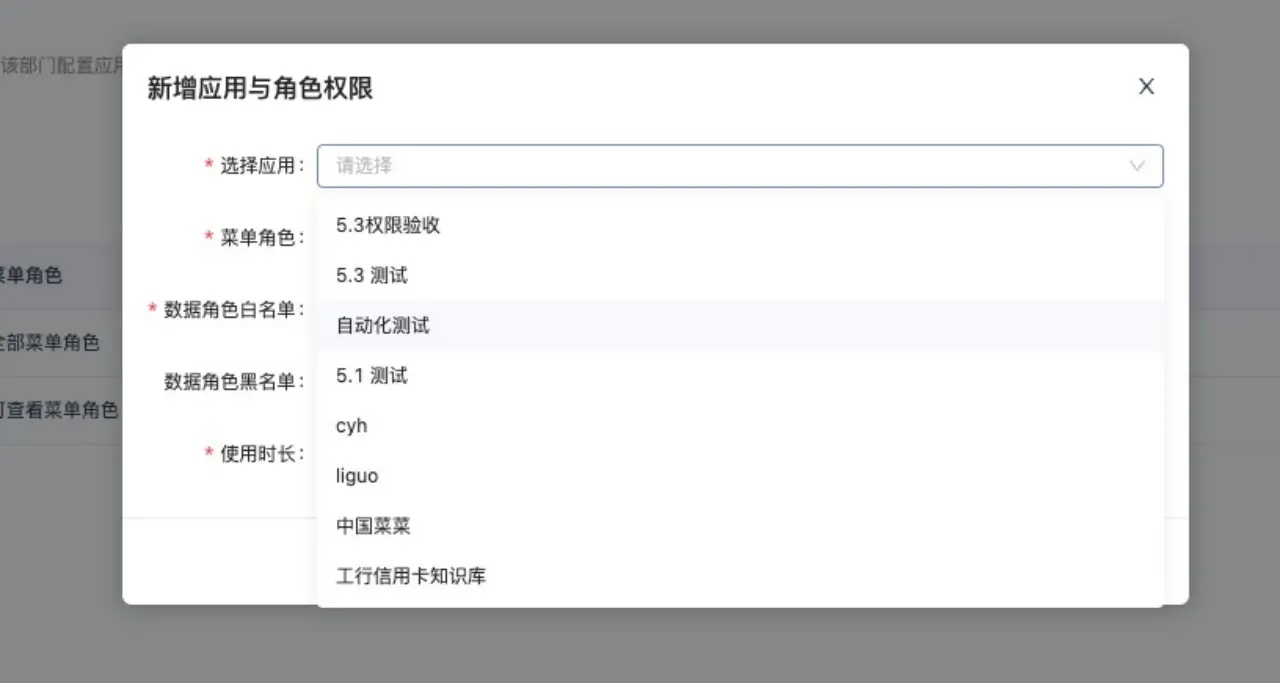 该部门配置应用
新增应用与角色权限
* 选择应用：
请选择
5.3权限验收
* 菜单角色：
5.3 测试
菜单角色
* 数据角色白名单：
自动化测试
全部菜单角色
数据角色黑名单：
5.1 测试
可查看菜单角色
cyh
* 使用时长：
liguo
中国菜菜
工行信用卡知识库